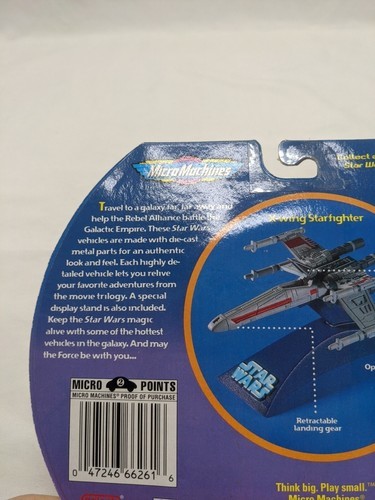 MicroMachines
Collect a
Star Wa
Travel to a galaxy far, far away and
help the Rebel Alliance battle the
Galactic Empire. These Star Wars
vehicles are made with die-cast
metal parts for an authentic
look and feel. Each highly de-
tailed vehicle lets you relive
your favorite adventures from
the movie trilogy. A special
display stand is also included.
Keep the Star Wars magic
alive with some of the hottest
vehicles in the galaxy. And may
the Force be with you...
X-wing Starfighter
Op
STAR
WARS
Retractable
landing gear
MICRO 2 POINTS
MICRO MACHINES® PROOF OF PURCHASE
0 47246 66261 6
Think big. Play small.™
Micro Machines